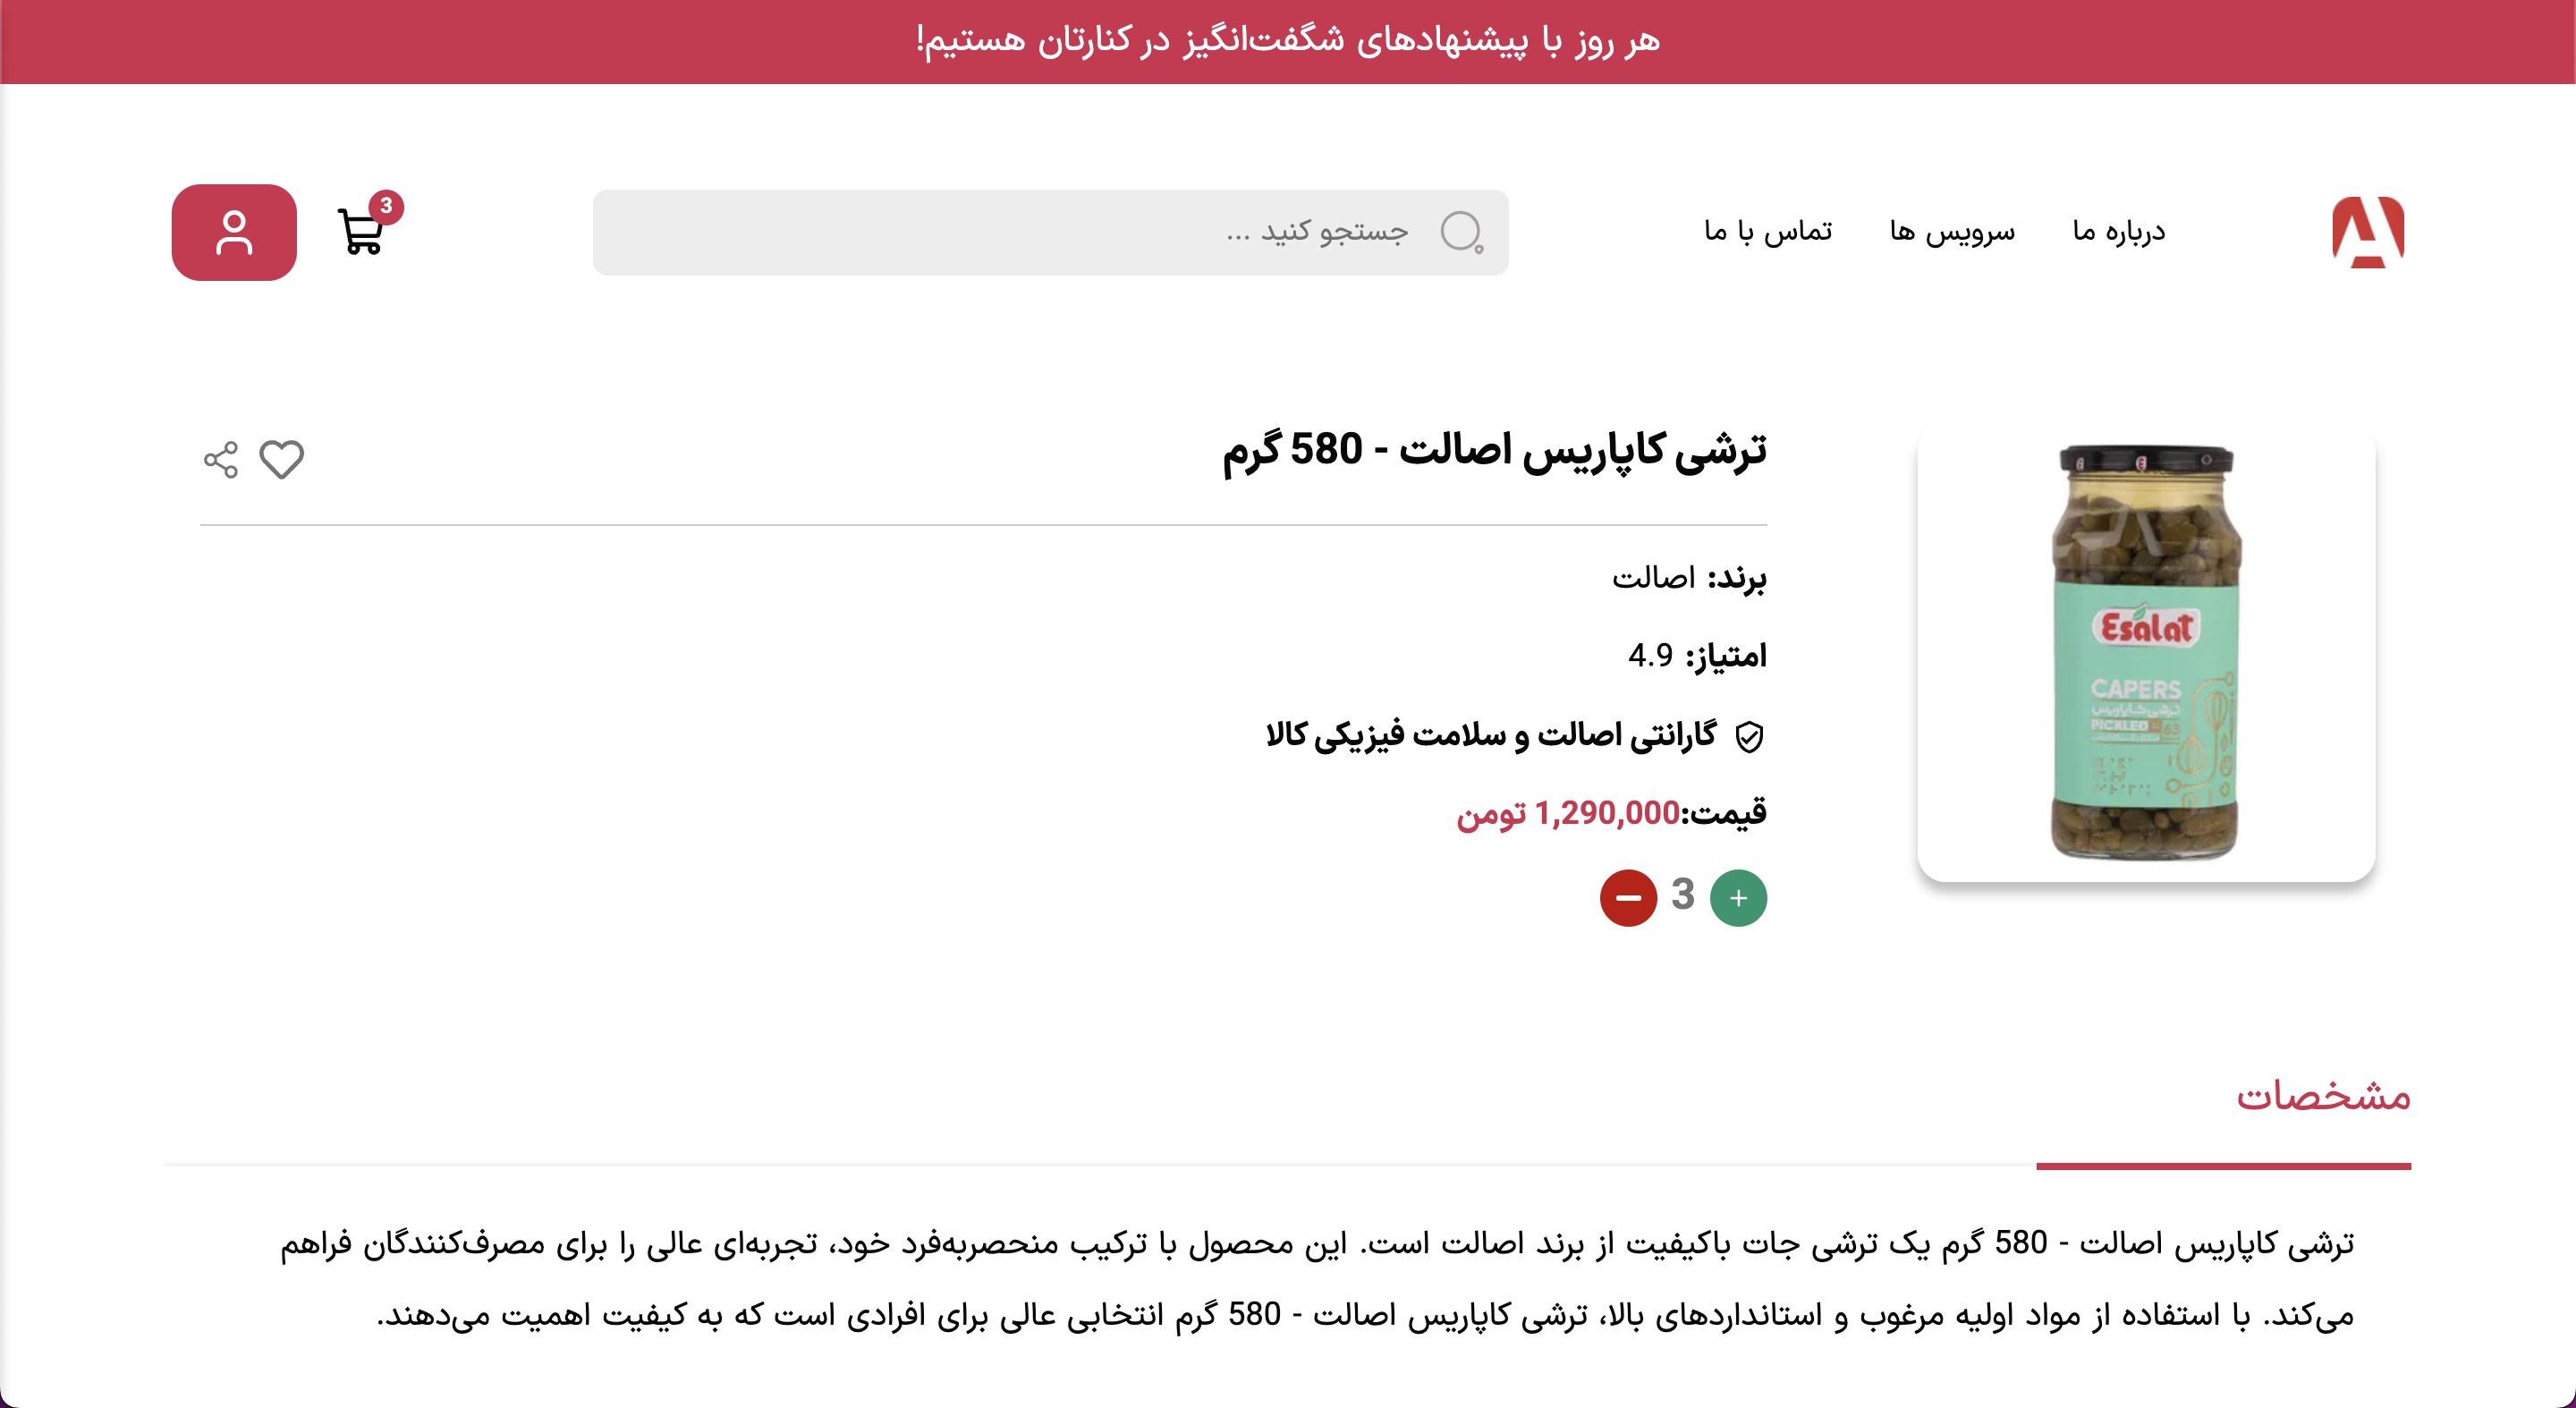 هر روز با پیشنهادهای شگفت‌انگیز در کنارتان هستیم!
درباره ما
سرویس ها
تماس با ما
جستجو کنید ...
3
ترشی کاپاریس اصالت - 580 گرم
برند: اصالت
امتیاز: 4.9
گارانتی اصالت و سلامت فیزیکی کالا
قیمت:1,290,000 تومن
+ 3 −
Esalat
CAPERS
ترشی کاپاریس
PICKLED
63
مشخصات
ترشی کاپاریس اصالت - 580 گرم یک ترشی جات باکیفیت از برند اصالت است. این محصول با ترکیب منحصربه‌فرد خود، تجربه‌ای عالی را برای مصرف‌کنندگان فراهم
می‌کند. با استفاده از مواد اولیه مرغوب و استانداردهای بالا، ترشی کاپاریس اصالت - 580 گرم انتخابی عالی برای افرادی است که به کیفیت اهمیت می‌دهند.